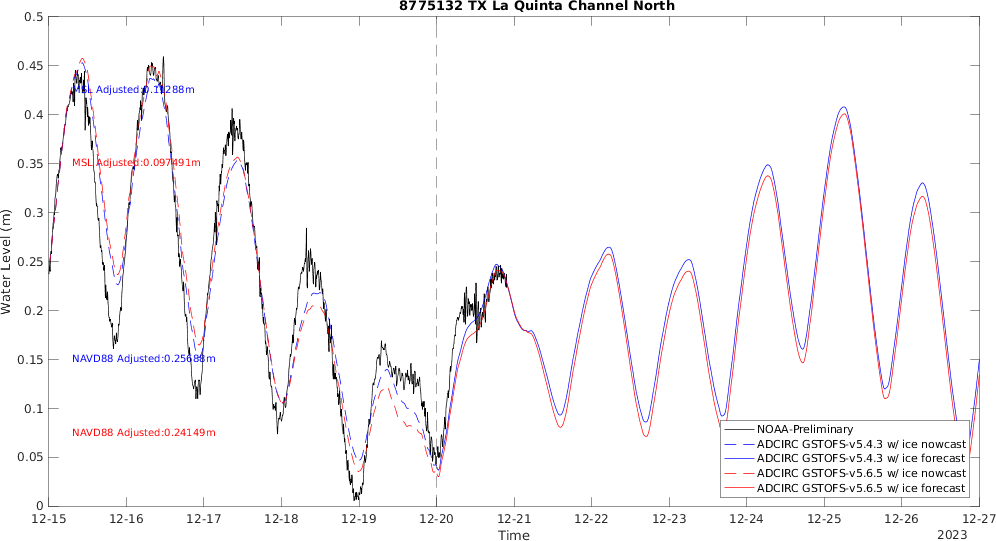 8775132 TX La Quinta Channel North
0.5
0.45
0.4
0.35
0.3
0.25
0.2
0.15
0.1
0.05
0
Water Level (m)
MSL Adjusted:0.11288m
MSL Adjusted:0.097491m
NAVD88 Adjusted:0.25688m
NAVD88 Adjusted:0.24149m
NOAA-Preliminary
ADCIRC GSTOFS-v5.4.3 w/ ice nowcast
ADCIRC GSTOFS-v5.4.3 w/ ice forecast
ADCIRC GSTOFS-v5.6.5 w/ ice nowcast
ADCIRC GSTOFS-v5.6.5 w/ ice forecast
12-15 12-16 12-17 12-18 12-19 12-20 12-21 12-22 12-23 12-24 12-25 12-26 12-27
Time
2023